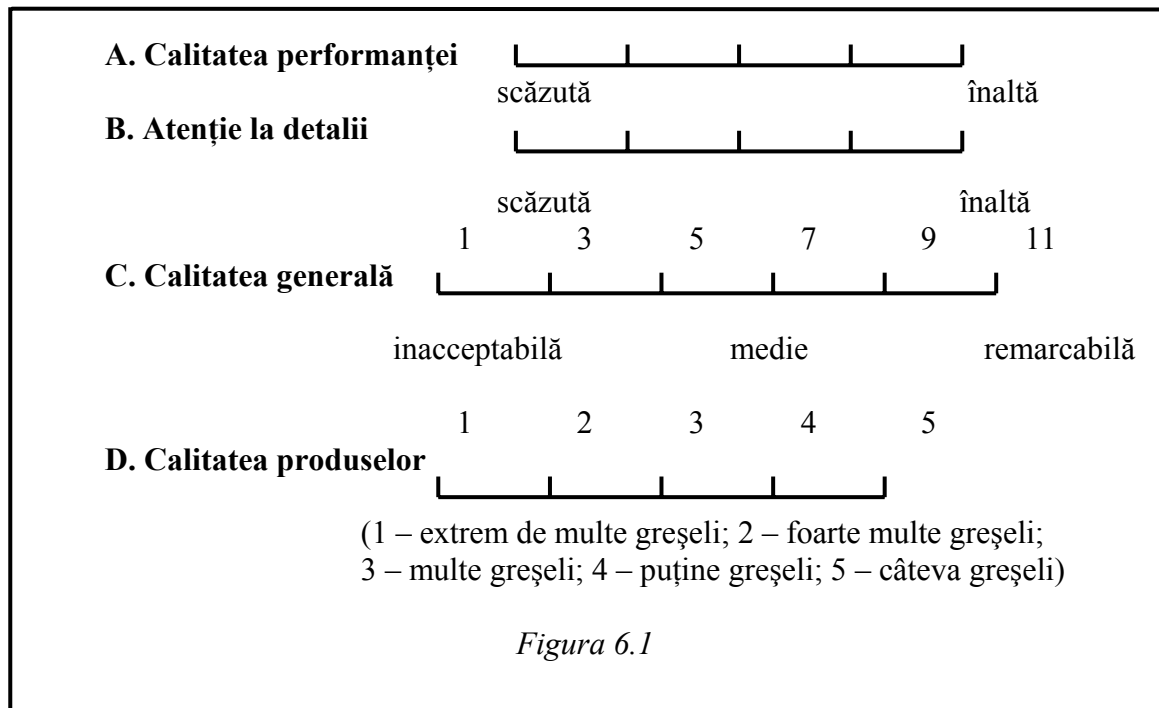 A. Calitatea performanței
scăzută înaltă
B. Atenție la detalii
scăzută înaltă
1 3 5 7 9 11
C. Calitatea generală
inacceptabilă medie remarcabilă
1 2 3 4 5
D. Calitatea produselor
(1 – extrem de multe greşeli; 2 – foarte multe greşeli;
3 – multe greşeli; 4 – puține greşeli; 5 – câteva greşeli)
Figura 6.1